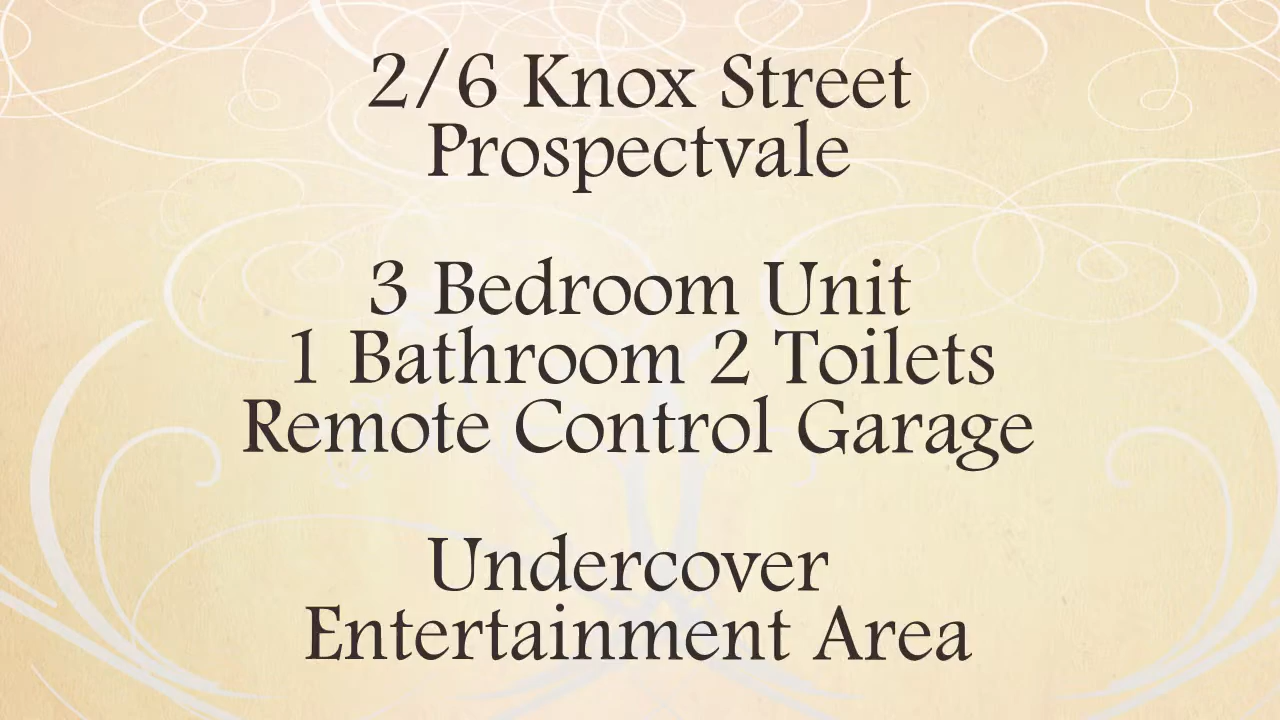 2/6 Knox Street
Prospectvale
3 Bedroom Unit
1 Bathroom 2 Toilets
Remote Control Garage
Undercover
Entertainment Area